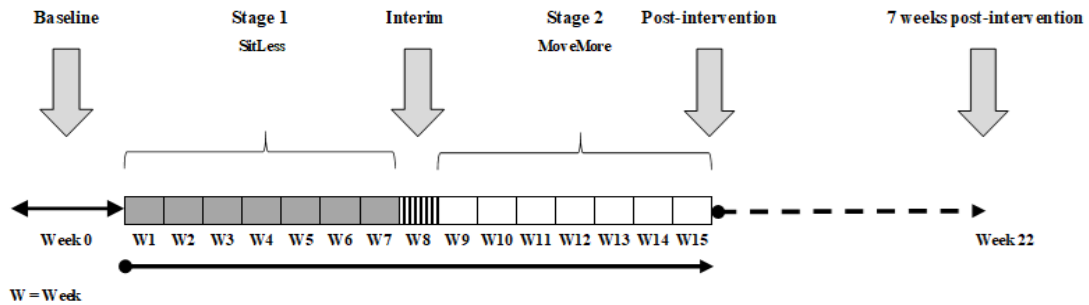 Baseline Stage 1 Interim Stage 2 Post-intervention 7 weeks post-intervention
SitLess MoveMore
Week 0 W1 W2 W3 W4 W5 W6 W7 W8 W9 W10 W11 W12 W13 W14 W15 Week 22
W = Week